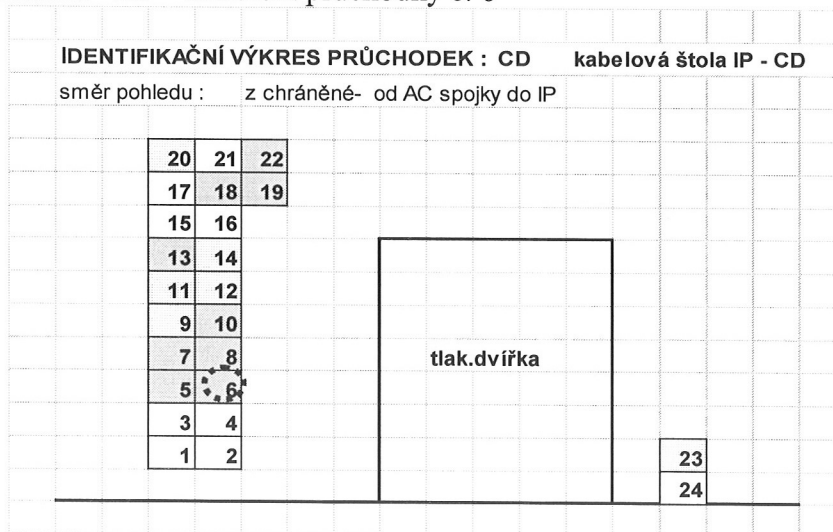 IDENTIFIKAČNÍ VÝKRES PRŮCHODEK : CD kabelová štola IP - CD
směr pohledu : z chráněné- od AC spojky do IP
20 21 22
17 18 19
15 16
13 14
11 12
9 10
7 8
tlak.dvířka
5 6
3 4
1 2
23
24